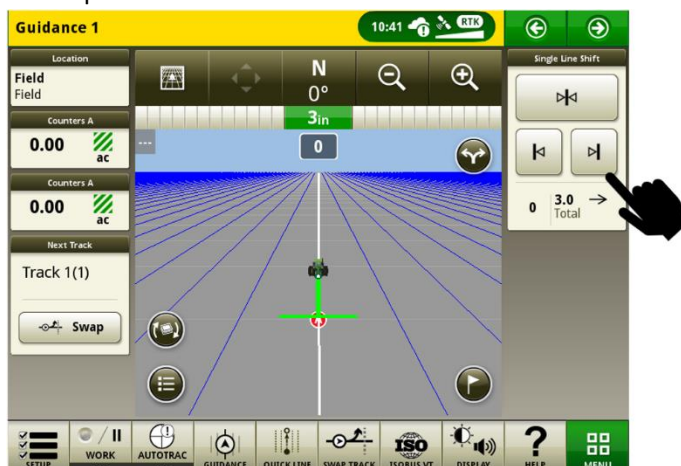 Guidance 1
10:41
RTK
Location
Field
Field
Counters A
0.00
ac
Counters A
0.00
ac
Next Track
Track 1(1)
Swap
N
0°
3in
0
Single Line Shift
0
3.0
Total
SETUP
WORK
AUTOTRAC
GUIDANCE
QUICK LINE
SWAP TRACK
ISO
ISOBUS VT
DISPLAY
?
HELP
MENU